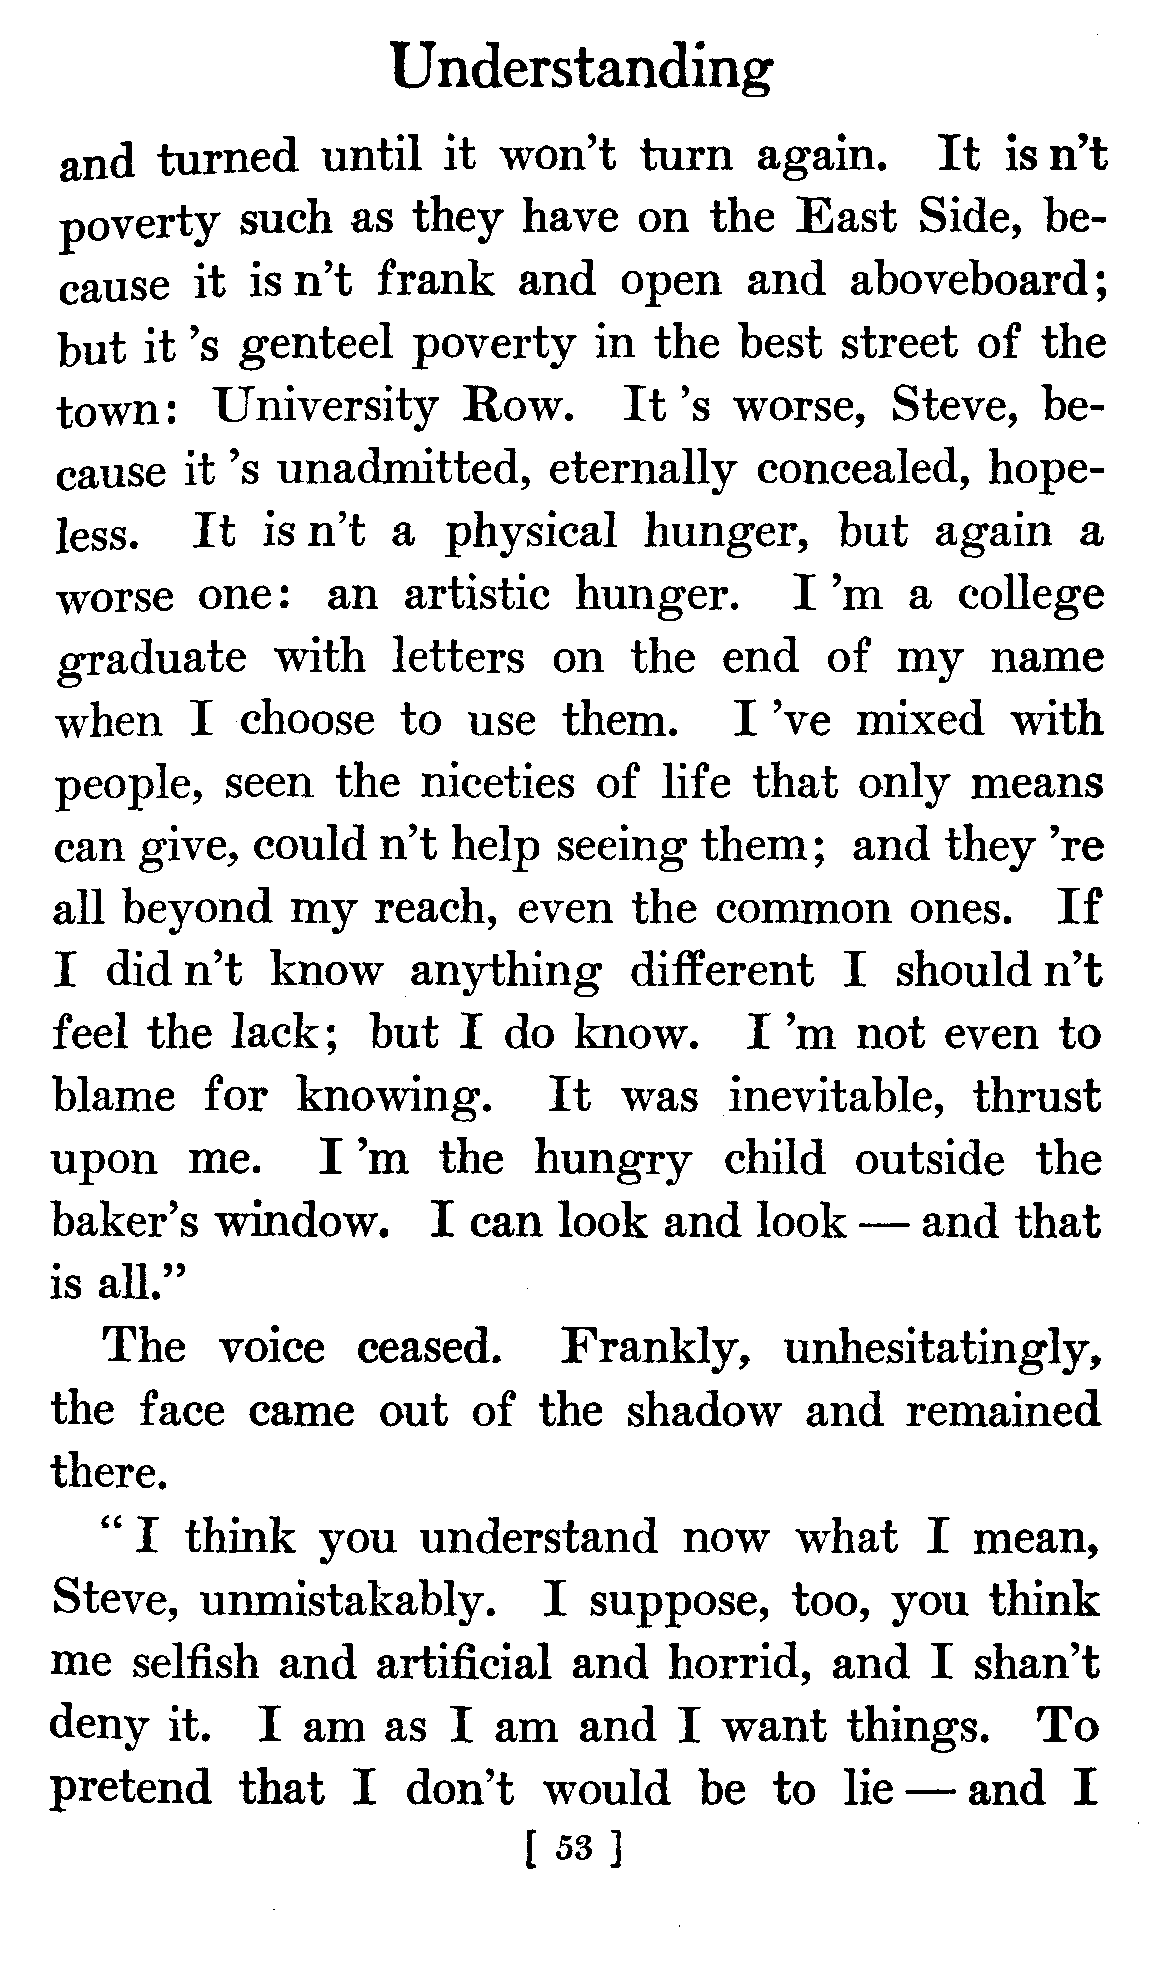 Understanding
and turned until it won't turn again. It is n't
poverty such as they have on the East Side, be-
cause it is n't frank and open and aboveboard;
but it 's genteel poverty in the best street of the
town: University Row. It 's worse, Steve, be-
cause it 's unadmitted, eternally concealed, hope-
less. It is n't a physical hunger, but again a
worse one: an artistic hunger. I 'm a college
graduate with letters on the end of my name
when I choose to use them. I 've mixed with
people, seen the niceties of life that only means
can give, could n't help seeing them; and they 're
all beyond my reach, even the common ones. If
I did n't know anything different I should n't
feel the lack; but I do know. I 'm not even to
blame for knowing. It was inevitable, thrust
upon me. I 'm the hungry child outside the
baker's window. I can look and look — and that
is all."
The voice ceased. Frankly, unhesitatingly,
the face came out of the shadow and remained
there.
"I think you understand now what I mean,
Steve, unmistakably. I suppose, too, you think
me selfish and artificial and horrid, and I shan't
deny it. I am as I am and I want things. To
pretend that I don't would be to lie — and I
[ 53 ]